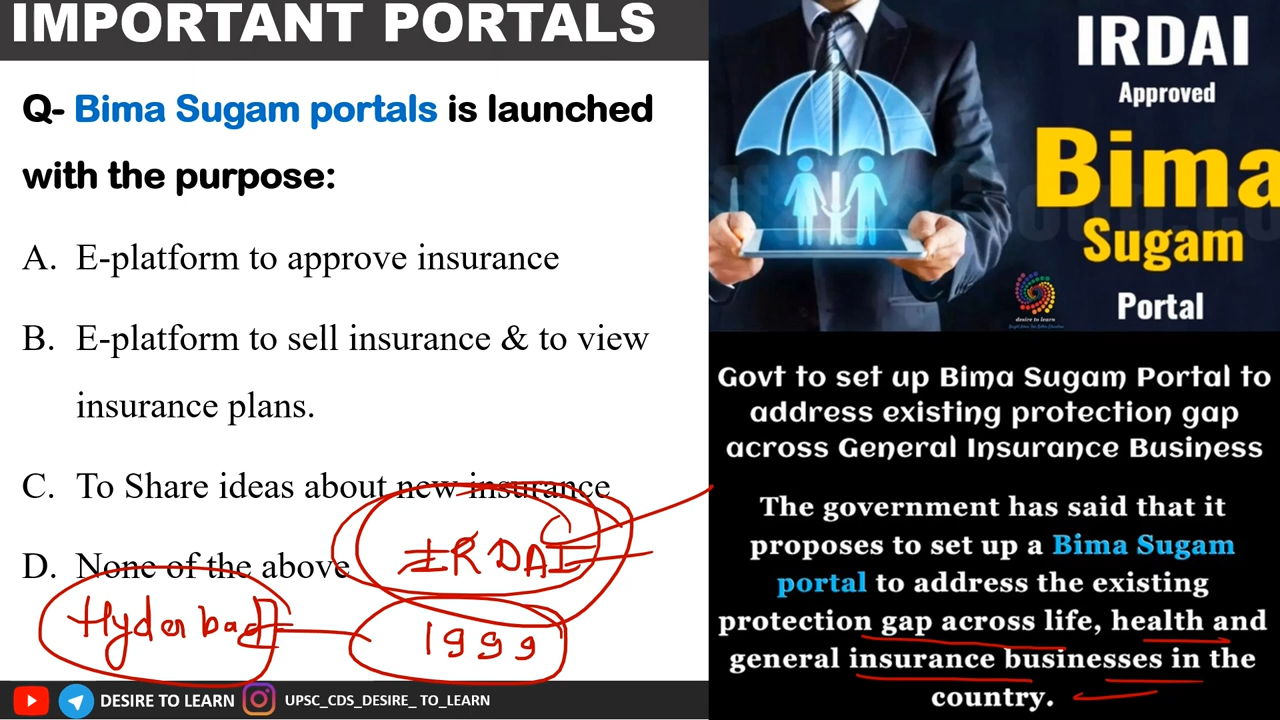 IMPORTANT PORTALS
Q- Bima Sugam portals is launched
with the purpose:
A. E-platform to approve insurance
B. E-platform to sell insurance & to view
insurance plans.
C. To Share ideas about new insurance
D. None of the above
IRDAI
Hyderabad
1999
DESIRE TO LEARN
UPSC_CDS_DESIRE_ TO_LEARN
IRDAI
Approved
Bima
Sugam
Portal
desire to learn
Govt to set up Bima Sugam Portal to
address existing protection gap
across General Insurance Business
The government has said that it
proposes to set up a Bima Sugam
portal to address the existing
protection gap across life, health and
general insurance businesses in the
country.